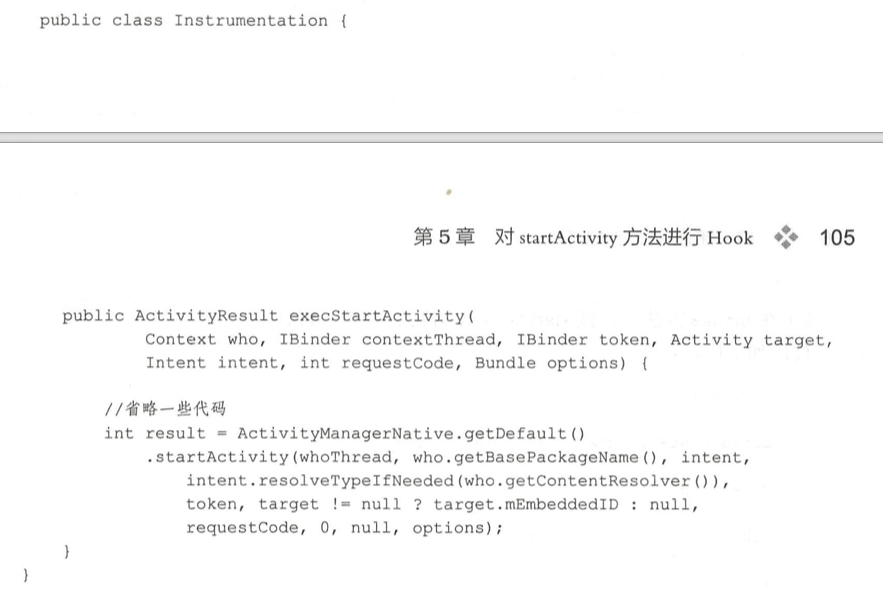 public class Instrumentation {
第 5 章 对 startActivity 方法进行 Hook 105
public ActivityResult execStartActivity(
Context who, IBinder contextThread, IBinder token, Activity target,
Intent intent, int requestCode, Bundle options) {
//省略一些代码
int result = ActivityManagerNative.getDefault()
.startActivity(whoThread, who.getBasePackageName(), intent,
intent.resolveTypeIfNeeded(who.getContentResolver()),
token, target != null ? target.mEmbeddedID : null,
requestCode, 0, null, options);
}
}